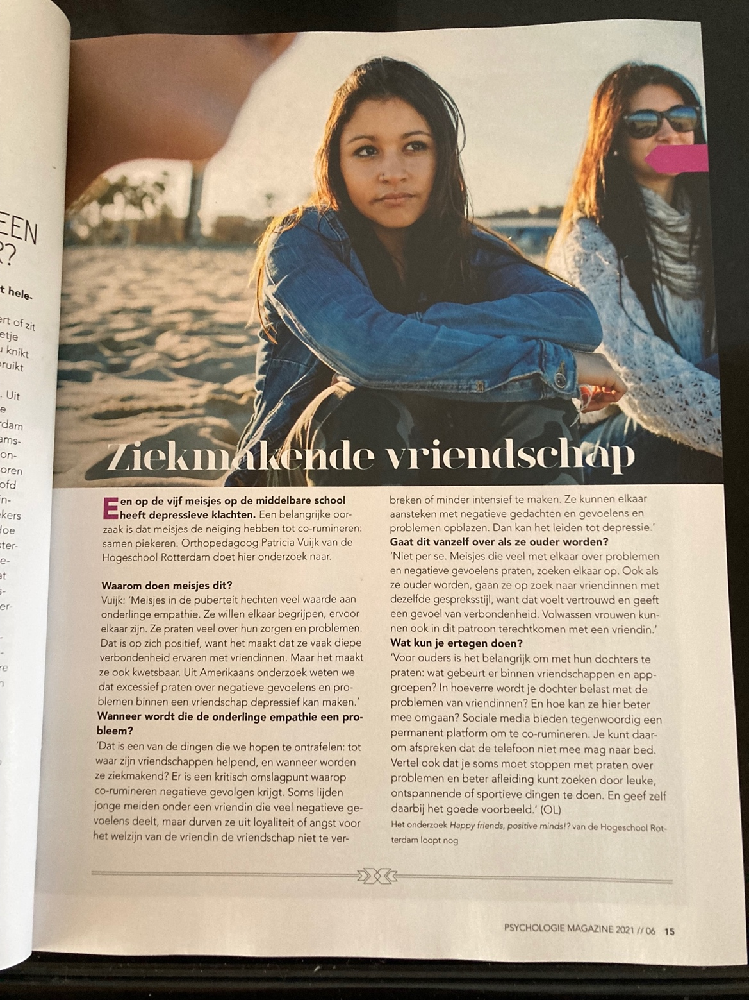 EEN
R?
t hele-
ert of zit
etje
u knikt
bruikt
. Uit
e
rdam
ams-
on-
oren
ofd
in-
kers
doe
ster-
e-
at
s-
er-
re
Ziekmakende vriendschap
Een op de vijf meisjes op de middelbare school
heeft depressieve klachten. Een belangrijke oor-
zaak is dat meisjes de neiging hebben tot co-rumineren:
samen piekeren. Orthopedagoog Patricia Vuijk van de
Hogeschool Rotterdam doet hier onderzoek naar.
Waarom doen meisjes dit?
Vuijk: ‘Meisjes in de puberteit hechten veel waarde aan
onderlinge empathie. Ze willen elkaar begrijpen, ervoor
elkaar zijn. Ze praten veel over hun zorgen en problemen.
Dat is op zich positief, want het maakt dat ze vaak diepe
verbondenheid ervaren met vriendinnen. Maar het maakt
ze ook kwetsbaar. Uit Amerikaans onderzoek weten we
dat excessief praten over negatieve gevoelens en pro-
blemen binnen een vriendschap depressief kan maken.’
Wanneer wordt die de onderlinge empathie een pro-
bleem?
‘Dat is een van de dingen die we hopen te ontrafelen: tot
waar zijn vriendschappen helpend, en wanneer worden
ze ziekmakend? Er is een kritisch omslagpunt waarop
co-rumineren negatieve gevolgen krijgt. Soms lijden
jonge meiden onder een vriendin die veel negatieve ge-
voelens deelt, maar durven ze uit loyaliteit of angst voor
het welzijn van de vriendin de vriendschap niet te ver-
breken of minder intensief te maken. Ze kunnen elkaar
aansteken met negatieve gedachten en gevoelens en
problemen opblazen. Dan kan het leiden tot depressie.’
Gaat dit vanzelf over als ze ouder worden?
‘Niet per se. Meisjes die veel met elkaar over problemen
en negatieve gevoelens praten, zoeken elkaar op. Ook als
ze ouder worden, gaan ze op zoek naar vriendinnen met
dezelfde gespreksstijl, want dat voelt vertrouwd en geeft
een gevoel van verbondenheid. Volwassen vrouwen kun-
nen ook in dit patroon terechtkomen met een vriendin.’
Wat kun je ertegen doen?
‘Voor ouders is het belangrijk om met hun dochters te
praten: wat gebeurt er binnen vriendschappen en app-
groepen? In hoeverre wordt je dochter belast met de
problemen van vriendinnen? En hoe kan ze hier beter
mee omgaan? Sociale media bieden tegenwoordig een
permanent platform om te co-rumineren. Je kunt daar-
om afspreken dat de telefoon niet mee mag naar bed.
Vertel ook dat je soms moet stoppen met praten over
problemen en beter afleiding kunt zoeken door leuke,
ontspannende of sportieve dingen te doen. En geef zelf
daarbij het goede voorbeeld.’ (OL)
Het onderzoek Happy friends, positive minds!? van de Hogeschool Rot-
terdam loopt nog
PSYCHOLOGIE MAGAZINE 2021 // 06 15